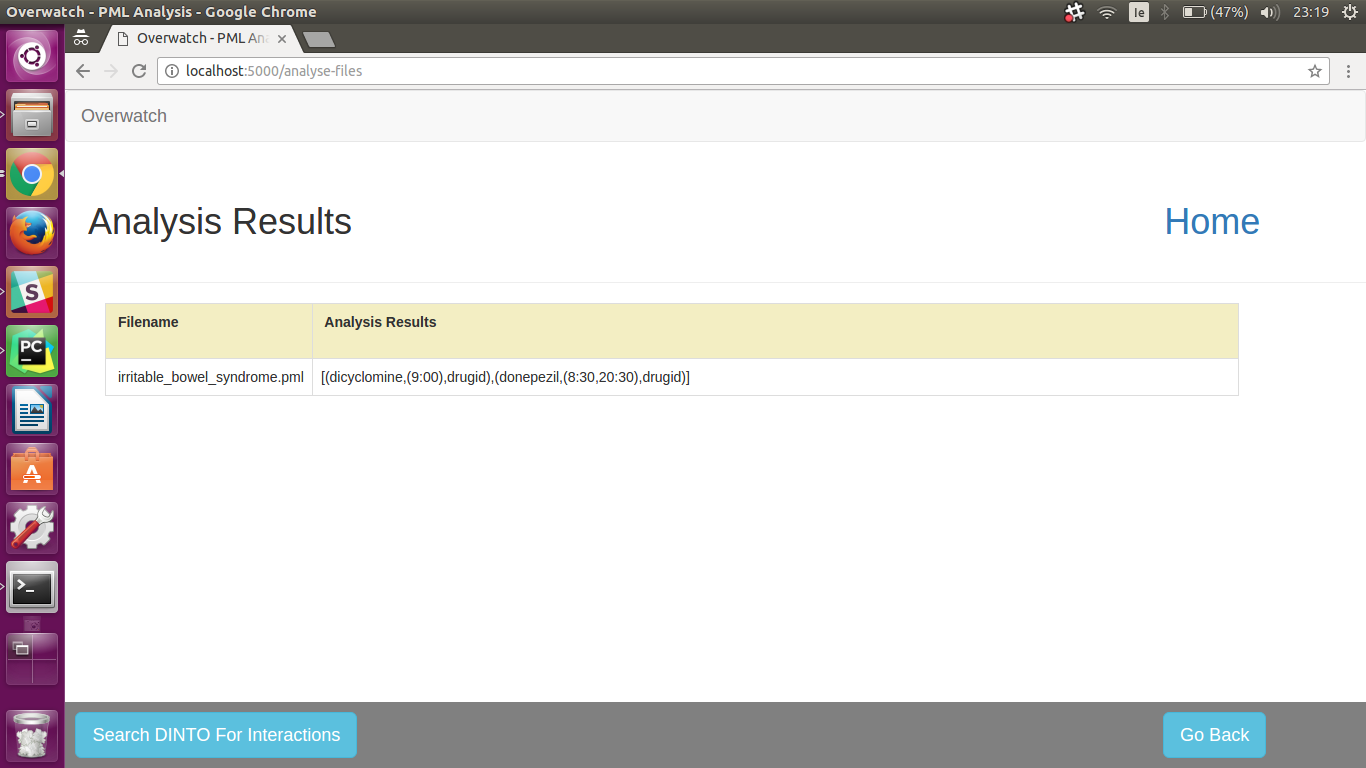 Overwatch - PML Analysis - Google Chrome
Ie
(47%)
23:19
Overwatch - PML Ana
localhost:5000/analyse-files
Overwatch
Analysis Results
Home
Filename
Analysis Results
irritable_bowel_syndrome.pml
[(dicyclomine,(9:00),drugid),(donepezil,(8:30,20:30),drugid)]
Search DINTO For Interactions
Go Back
S
PC
A
>_